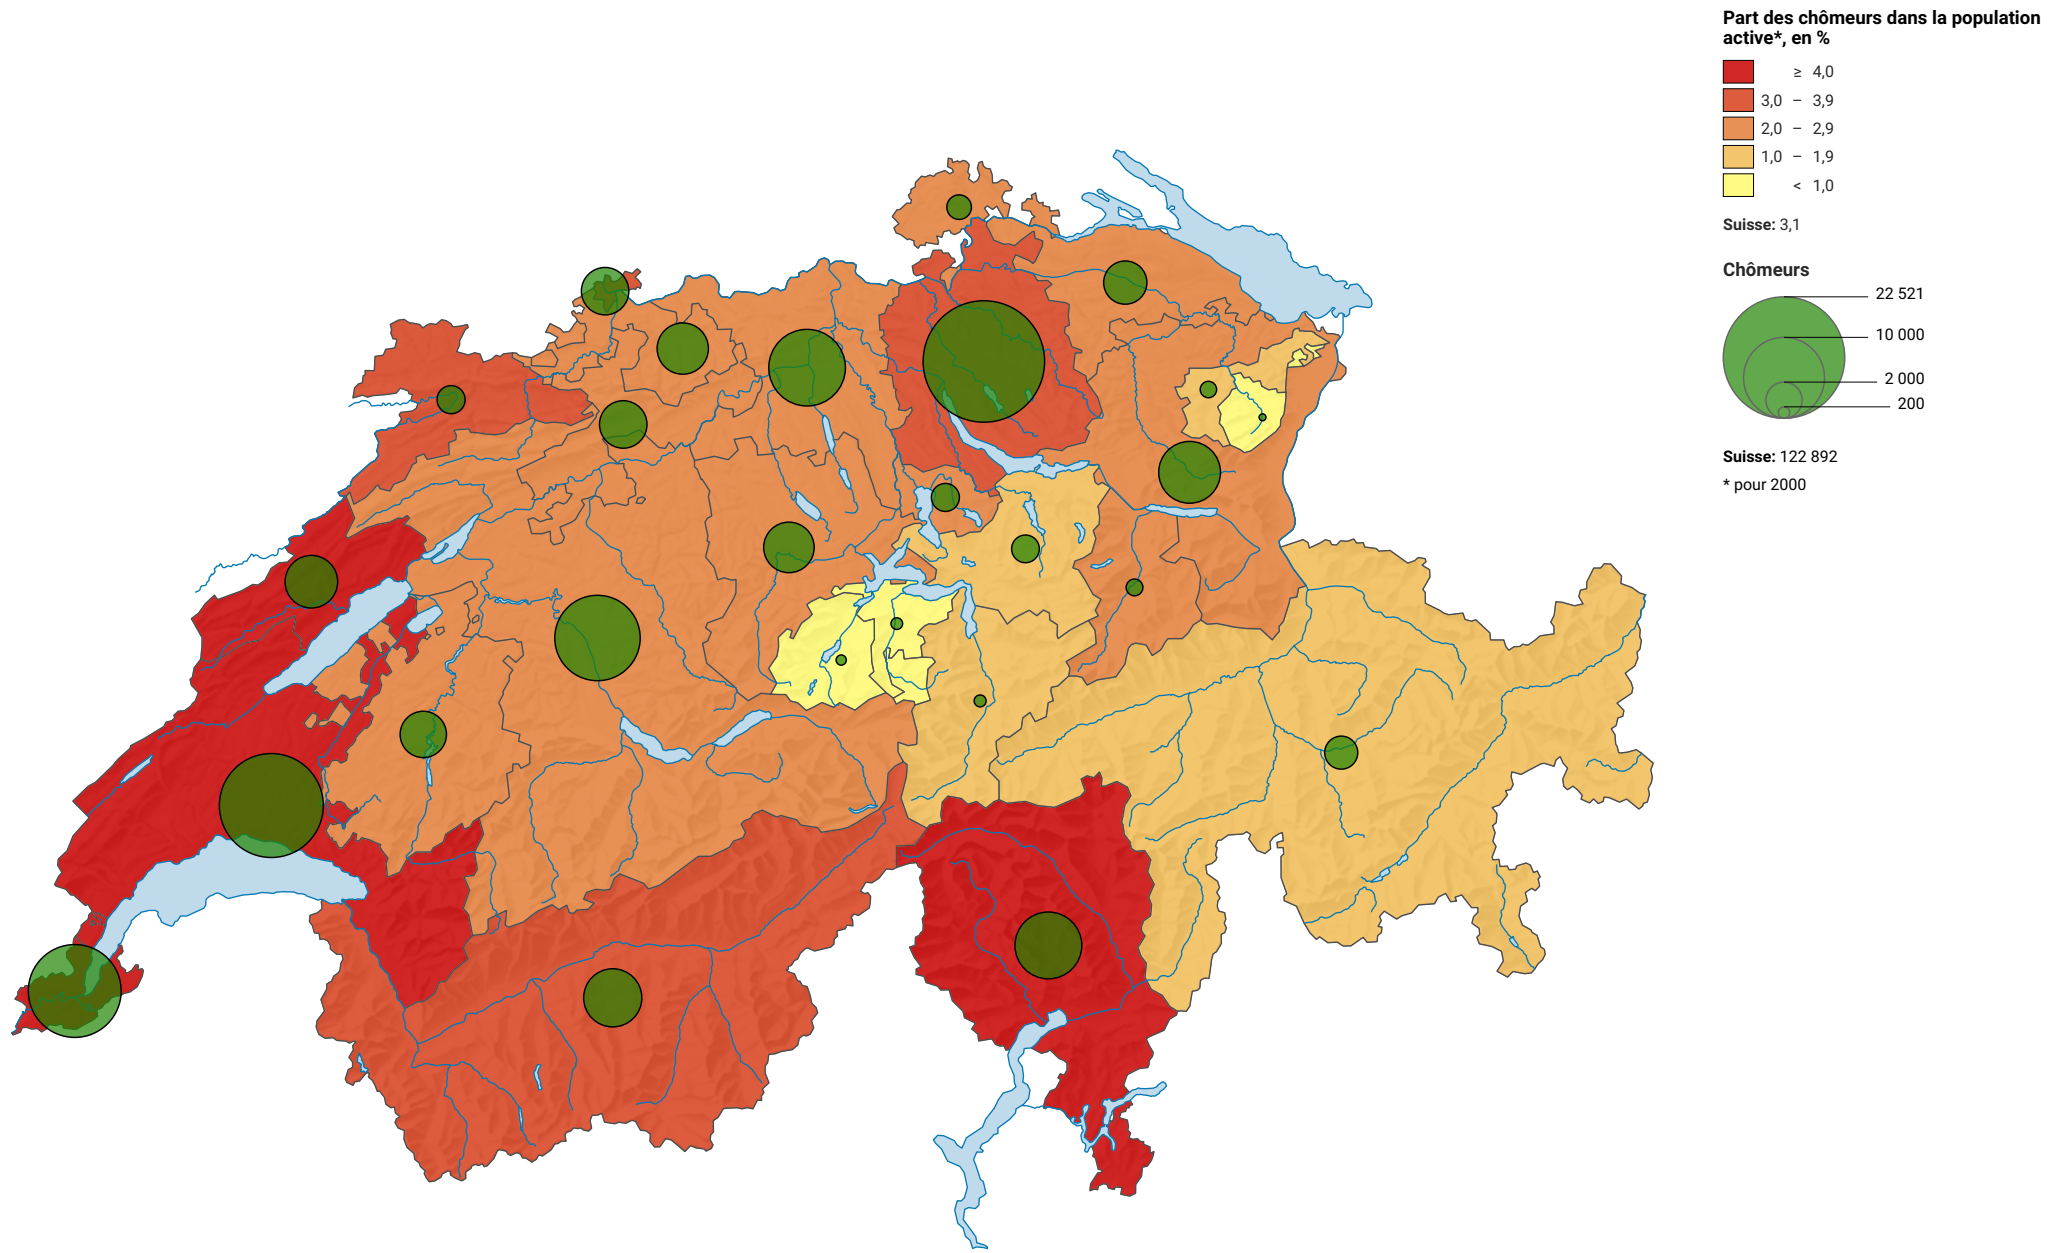 Part des chômeurs dans la population
active*, en %
≥ 4,0
3,0 – 3,9
2,0 – 2,9
1,0 – 1,9
< 1,0
Suisse: 3,1
Chômeurs
22 521
10 000
2 000
200
Suisse: 122 892
* pour 2000